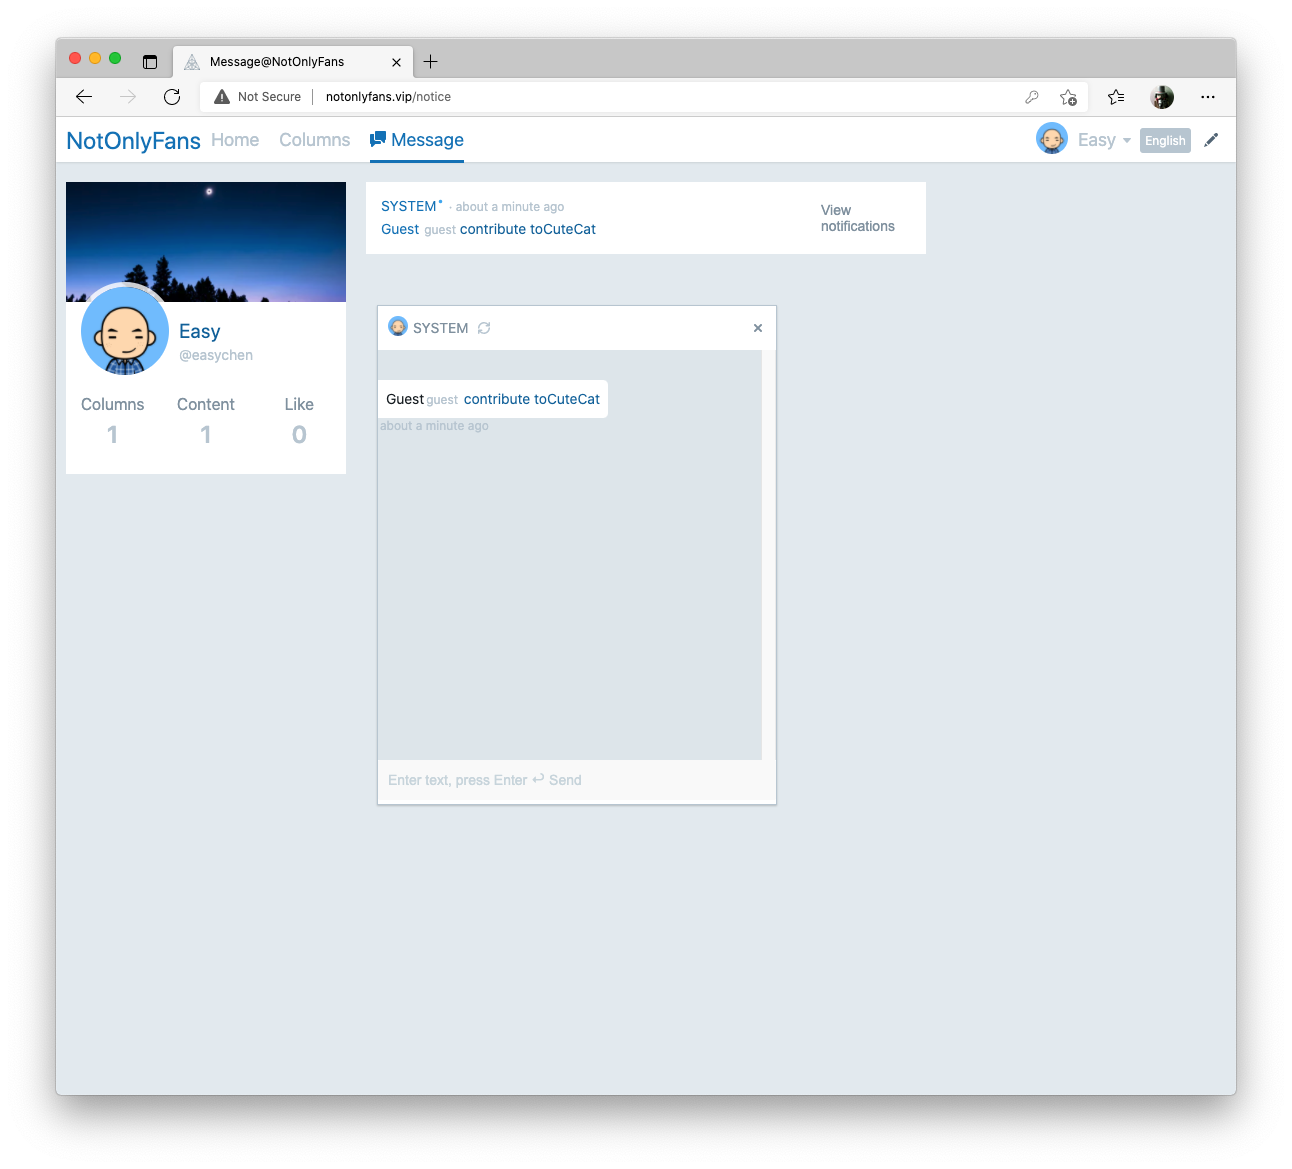 Message@NotOnlyFans
Not Secure notonlyfans.vip/notice
NotOnlyFans Home Columns Message Easy English
SYSTEM · about a minute ago
Guest guest contribute toCuteCat
View
notifications
Easy
@easychen
Columns Content Like
1 1 0
SYSTEM
Guest guest contribute toCuteCat
about a minute ago
Enter text, press Enter ↩ Send